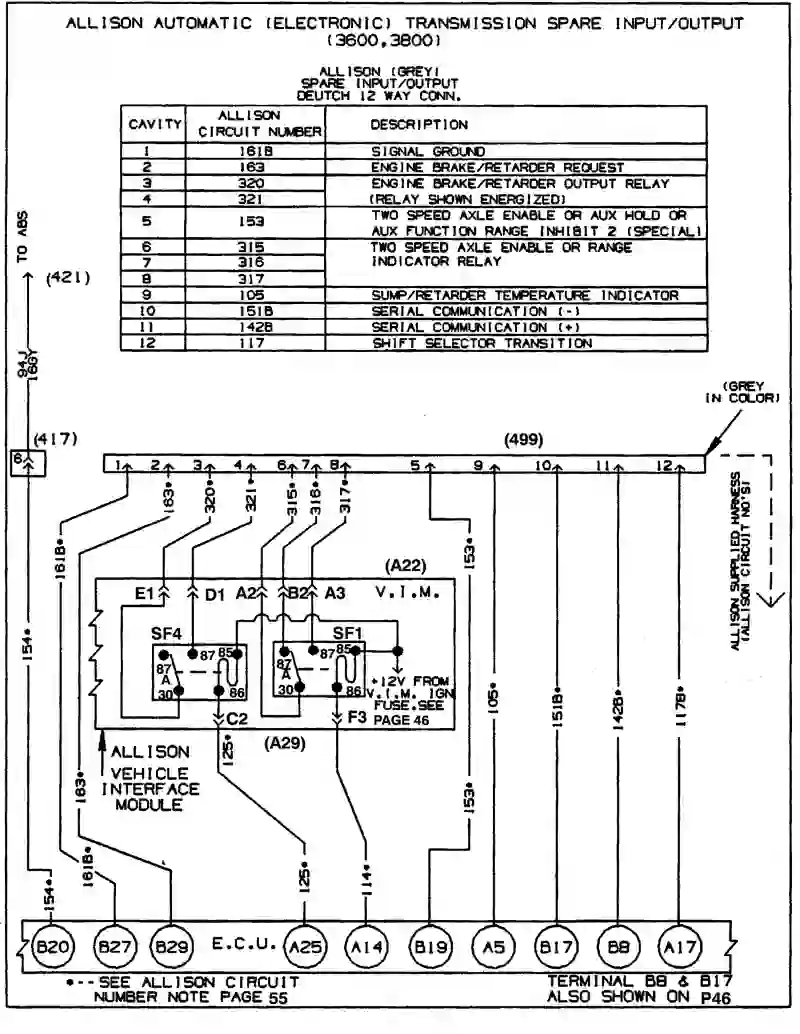 ALLISON AUTOMATIC (ELECTRONIC) TRANSMISSION SPARE INPUT/OUTPUT
(3600,3800)
ALLISON (GREY)
SPARE INPUT/OUTPUT
DEUTCH 12 WAY CONN.
CAVITY ALLISON CIRCUIT NUMBER DESCRIPTION
1 161B SIGNAL GROUND
2 163 ENGINE BRAKE/RETARDER REQUEST
3 320 ENGINE BRAKE/RETARDER OUTPUT RELAY
4 321 (RELAY SHOWN ENERGIZED)
5 153 TWO SPEED AXLE ENABLE OR AUX HOLD OR
AUX FUNCTION RANGE INHIBIT 2 (SPECIAL)
6 315 TWO SPEED AXLE ENABLE OR RANGE
7 316 INDICATOR RELAY
8 317
9 105 SUMP/RETARDER TEMPERATURE INDICATOR
10 151B SERIAL COMMUNICATION (-)
11 142B SERIAL COMMUNICATION (+)
12 117 SHIFT SELECTOR TRANSITION
TO ABS
(421)
94J
16GY
(417)
6
(499)
(GREY
IN COLOR)
1 2 3 4 6 7 8 5 9 10 11 12
163* 320* 321* 315* 316* 317*
161B* 153*
ALLISON SUPPLIED HARNESS
(ALLISON CIRCUIT NO'S)
(A22)
E1 D1 A2 B2 A3 V.I.M.
SF4 SF1
87 85 87 85
87
A
30 86
87
A
30 86
+12V FROM
V.I.M. IGN
FUSE.SEE
PAGE 46
C2 F3
(A29)
125*
ALLISON
VEHICLE
INTERFACE
MODULE
154* 105* 151B* 142B* 117B*
163* 153*
154* 161B* 125* 114*
B20 B27 B29 E.C.U. A25 A14 B19 A5 B17 B8 A17
*--SEE ALLISON CIRCUIT
NUMBER NOTE PAGE 55
TERMINAL B8 & B17
ALSO SHOWN ON P46